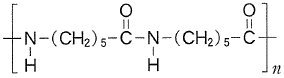 O O
-N-(CH₂)₅-C-N-(CH₂)₅-C-
H H n